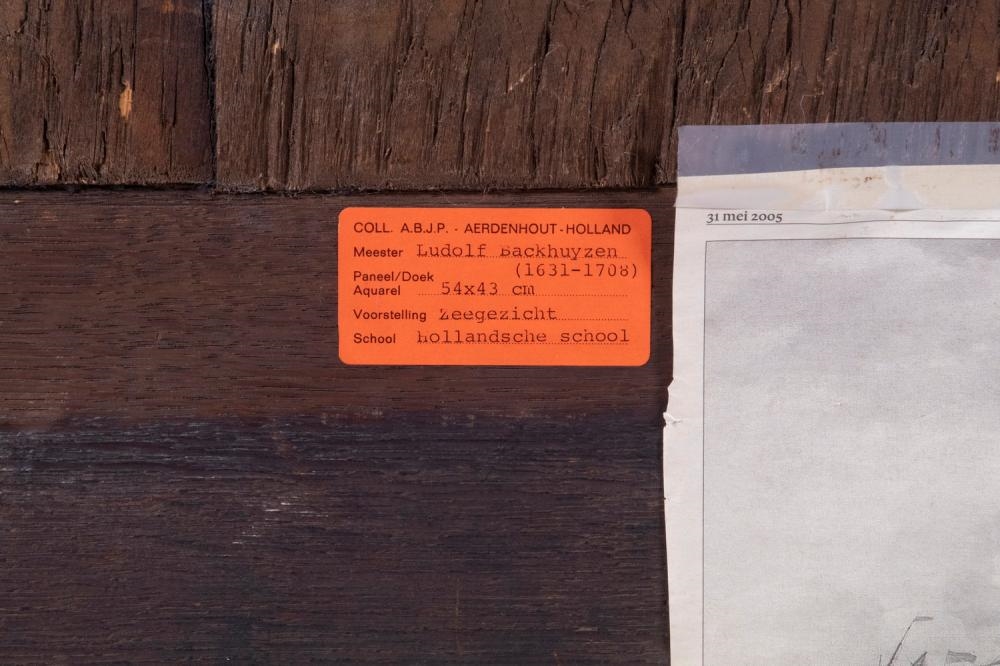 COLL. A.B.J.P. - AERDENHOUT - HOLLAND
Meester Ludolf Backhuyzen
(1631-1708)
Paneel/Doek
Aquarel 54x43 cm
Voorstelling Zeegezicht
School hollandsche school
31 mei 2005